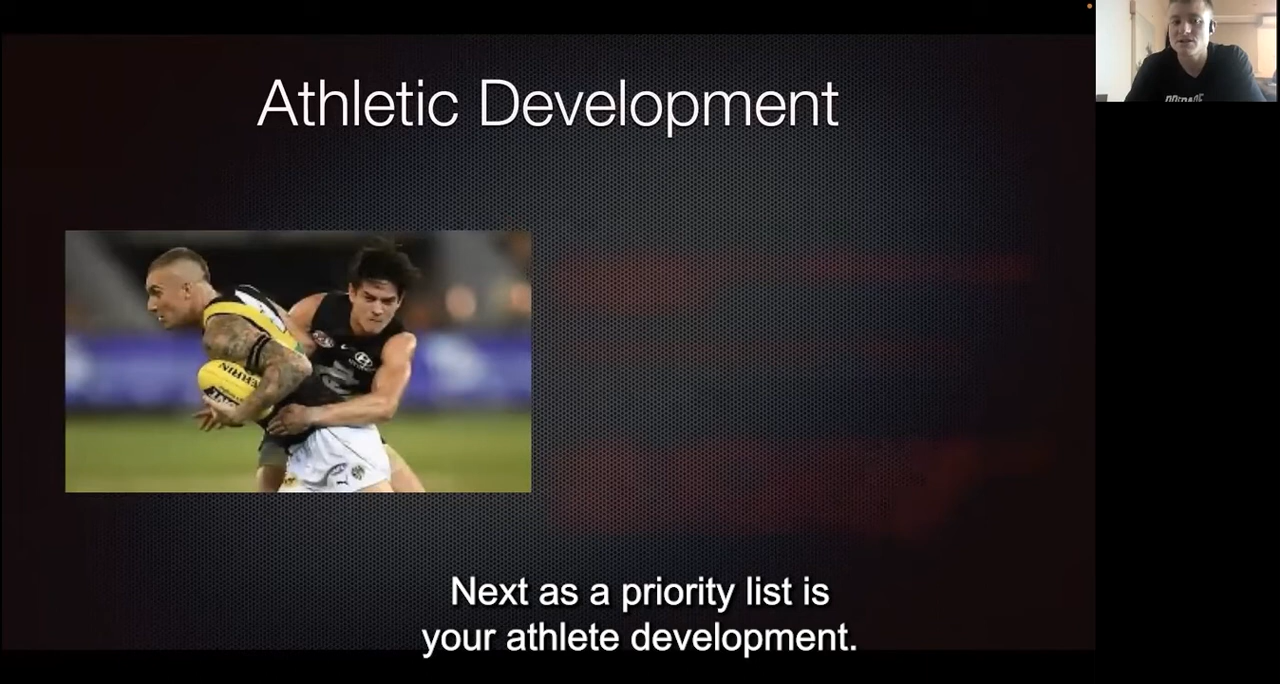 Athletic Development
Next as a priority list is
your athlete development.